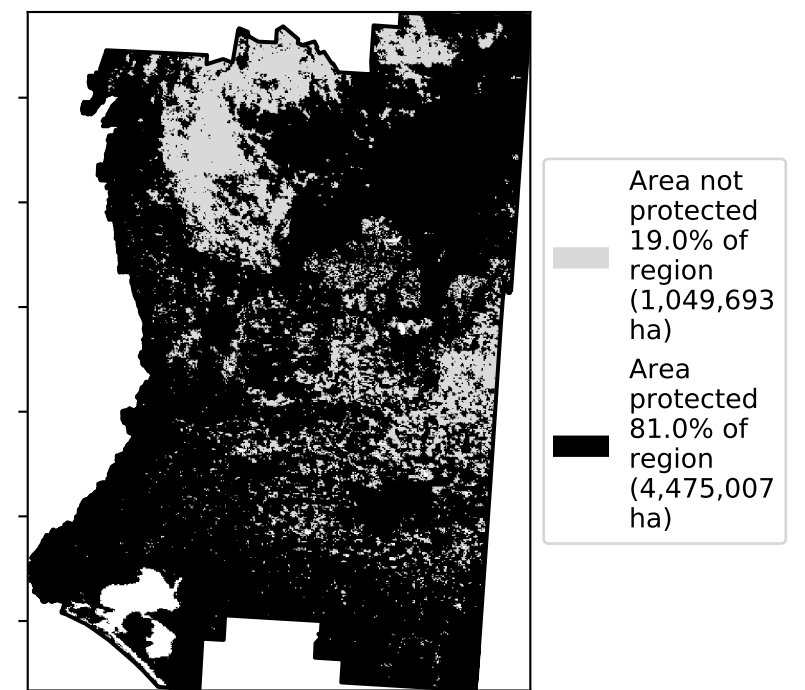 Area not
protected
19.0% of
region
(1,049,693
ha)
Area
protected
81.0% of
region
(4,475,007
ha)